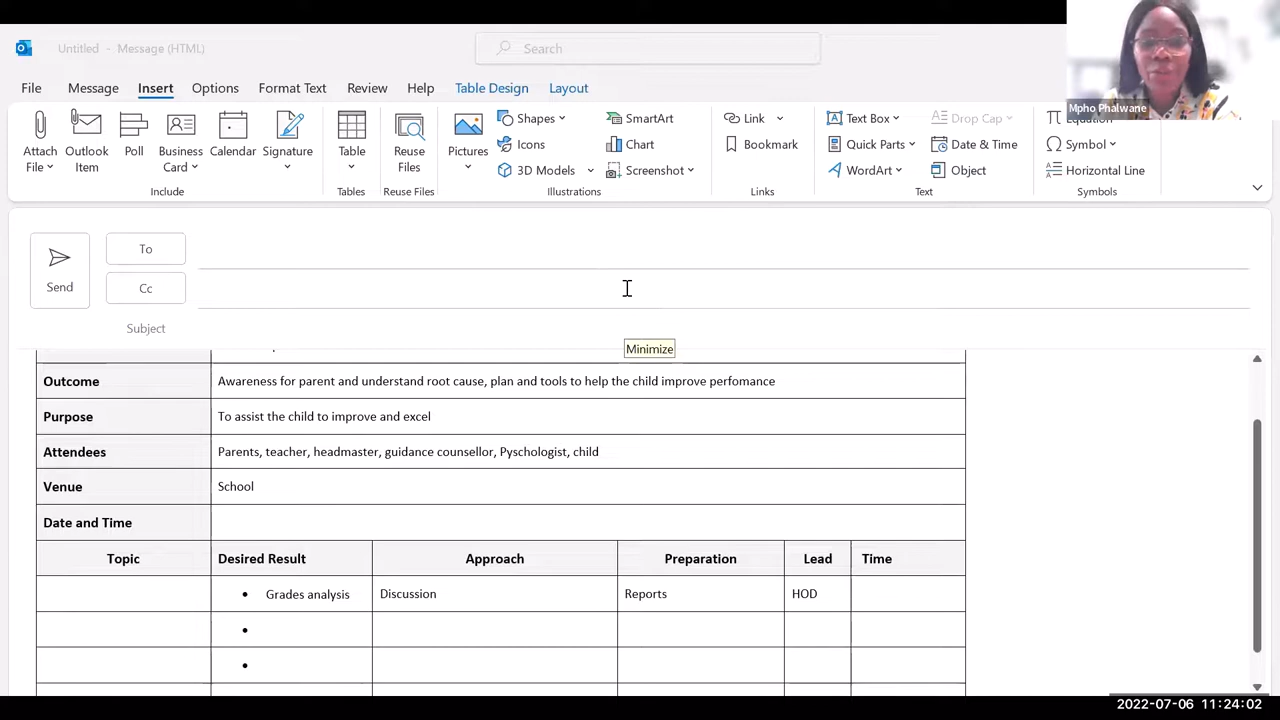 Untitled - Message (HTML)
Search
Mpho Phalwane
File Message Insert Options Format Text Review Help Table Design Layout
Attach File
Outlook Item
Poll
Business Card
Calendar
Signature
Include
Table
Tables
Reuse Files
Reuse Files
Pictures
Shapes
Icons
3D Models
SmartArt
Chart
Screenshot
Illustrations
Link
Bookmark
Links
Text Box
Quick Parts
WordArt
Drop Cap
Date & Time
Object
Text
Equation
Symbol
Horizontal Line
Symbols
Send
To
Cc
Subject
Minimize
Outcome Awareness for parent and understand root cause, plan and tools to help the child improve perfomance
Purpose To assist the child to improve and excel
Attendees Parents, teacher, headmaster, guidance counsellor, Pyschologist, child
Venue School
Date and Time
Topic Desired Result Approach Preparation Lead Time
• Grades analysis Discussion Reports HOD
•
•
2022-07-06 11:24:02